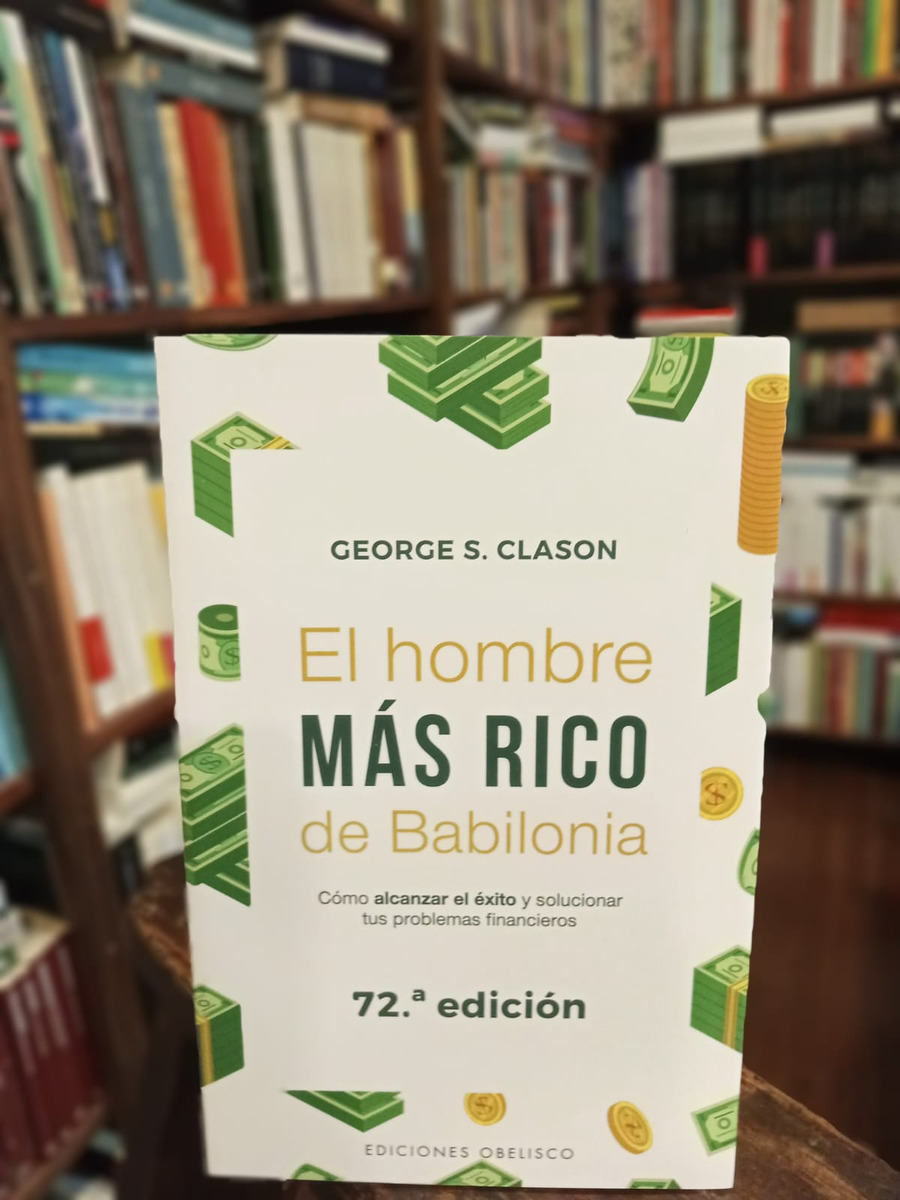 GEORGE S. CLASON
El hombre
MÁS RICO
de Babilonia
Cómo alcanzar el éxito y solucionar
tus problemas financieros
72.ª edición
EDICIONES OBELISCO